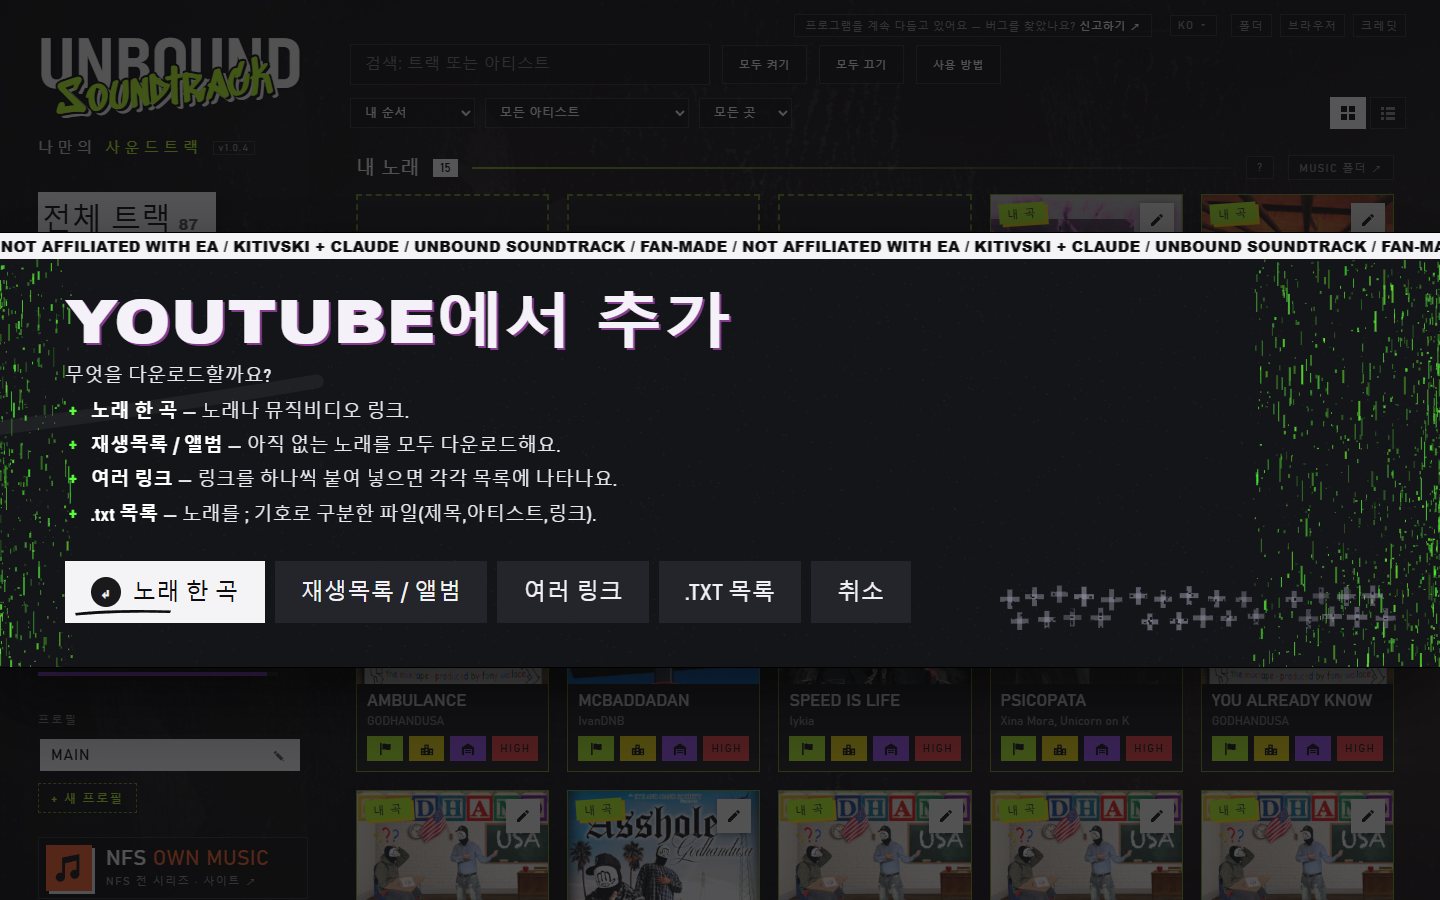 UNBOUND
SOUNDTRACK
나만의 사운드트랙 v1.0.4
전체 트랙 87
프로그램을 계속 다듬고 있어요 — 버그를 찾았나요? 신고하기 ↗
KO
폴더
브라우저
크레딧
검색: 트랙 또는 아티스트
모두 켜기
모두 끄기
사용 방법
내 순서
모든 아티스트
모든 곳
내 노래 15
?
MUSIC 폴더 ↗
내 곡
내 곡
NOT AFFILIATED WITH EA / KITIVSKI + CLAUDE / UNBOUND SOUNDTRACK / FAN-MADE / NOT AFFILIATED WITH EA / KITIVSKI + CLAUDE / UNBOUND SOUNDTRACK / FAN-MA
YOUTUBE에서 추가
무엇을 다운로드할까요?
+ 노래 한 곡 — 노래나 뮤직비디오 링크.
+ 재생목록 / 앨범 — 아직 없는 노래를 모두 다운로드해요.
+ 여러 링크 — 링크를 하나씩 붙여 넣으면 각각 목록에 나타나요.
+ .txt 목록 — 노래를 ; 기호로 구분한 파일(제목,아티스트,링크).
노래 한 곡
재생목록 / 앨범
여러 링크
.TXT 목록
취소
AMBULANCE
GODHANDUSA
HIGH
MCBADDADAN
IvanDNB
HIGH
SPEED IS LIFE
lykia
HIGH
PSICOPATA
Xina Mora, Unicorn on K
HIGH
YOU ALREADY KNOW
GODHANDUSA
HIGH
프로필
MAIN
+ 새 프로필
NFS OWN MUSIC
NFS 전 시리즈 · 사이트 ↗
내 곡
DHAN
USA
내 곡
Asshole
Godhandusa
내 곡
DHAN
USA
내 곡
DHAN
USA
내 곡
DHAN
USA